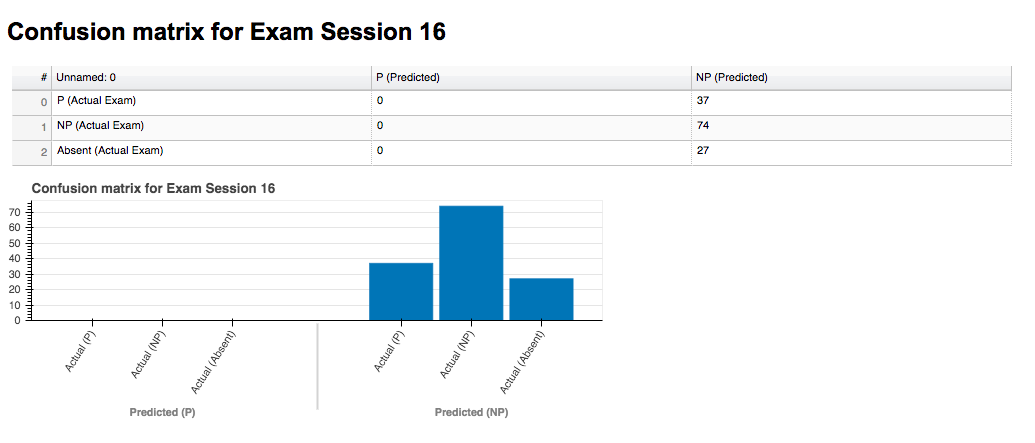 Confusion matrix for Exam Session 16
# Unnamed: 0 P (Predicted) NP (Predicted)
0 P (Actual Exam) 0 37
1 NP (Actual Exam) 0 74
2 Absent (Actual Exam) 0 27
Confusion matrix for Exam Session 16
70
60
50
40
30
20
10
0
Actual (P) Actual (NP) Actual (Absent) Actual (P) Actual (NP) Actual (Absent)
Predicted (P) Predicted (NP)